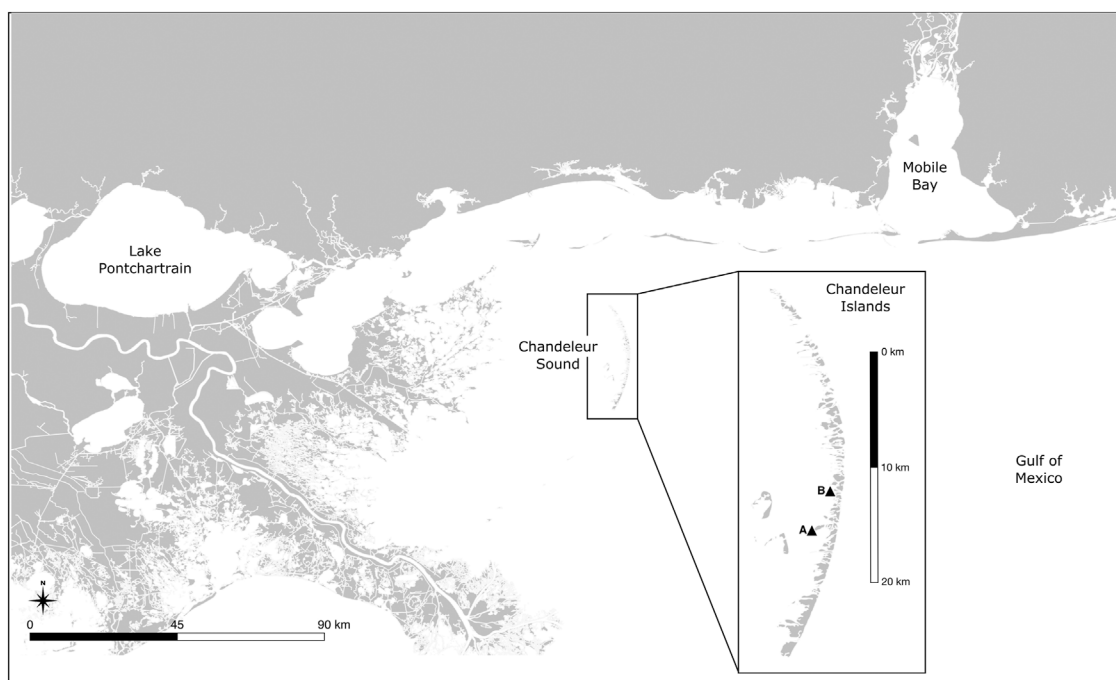 Mobile
Bay
Lake
Pontchartrain
Chandeleur
Islands
Chandeleur
Sound
0 km
10 km
20 km
B
A
Gulf of
Mexico
N
0 45 90 km